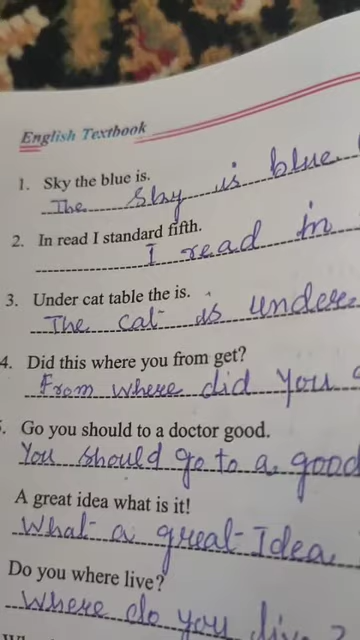 English Textbook
1. Sky the blue is.
The Sky is blue
2. In read I standard fifth.
I read in
3. Under cat table the is.
The cat is under
4. Did this where you from get?
From where did you
Go you should to a doctor good.
You should go to a good
A great idea what is it!
What a great Idea
Do you where live?
Where do you live?